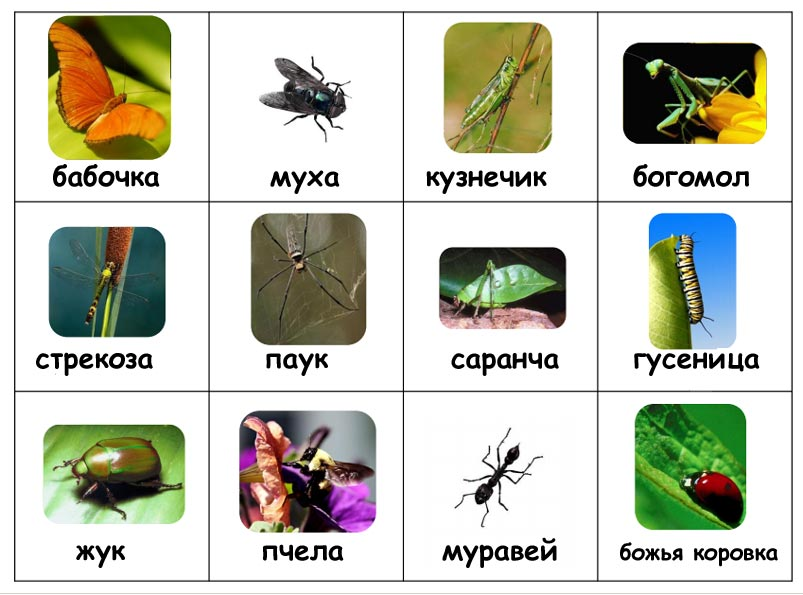 бабочка
муха
кузнечик
богомол
стрекоза
паук
саранча
гусеница
жук
пчела
муравей
божья коровка